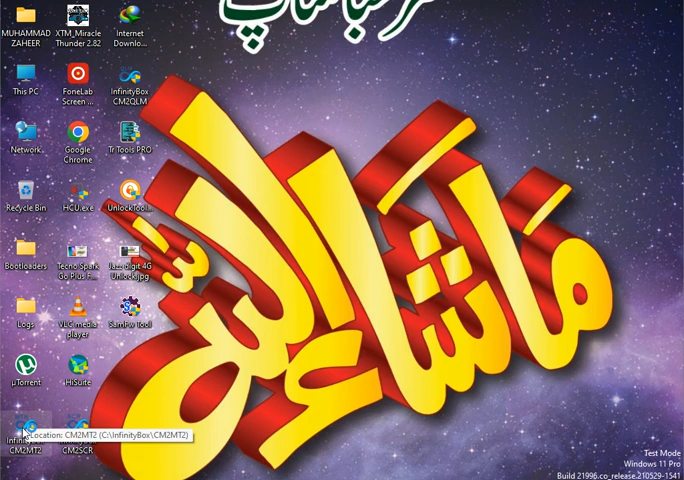 MUHAMMAD ZAHEER
XTM_Miracle Thunder 2.82
Internet Downlo...
This PC
FoneLab Screen ...
InfinityBox CM2QLM
Network
Google Chrome
Tr Tools PRO
Recycle Bin
HCU.exe
UnlockTool...
Bootloaders
Tecno Spark Go Plus F...
Jazz digit 4G Unlock.jpg
Logs
VLC media player
SamFw Tool
µTorrent
HiSuite
CM2MT2
CM2SCR
Location: CM2MT2 (C:\InfinityBox\CM2MT2)
ماشاءالله
Test Mode
Windows 11 Pro
Build 21996.co_release.210529-1541